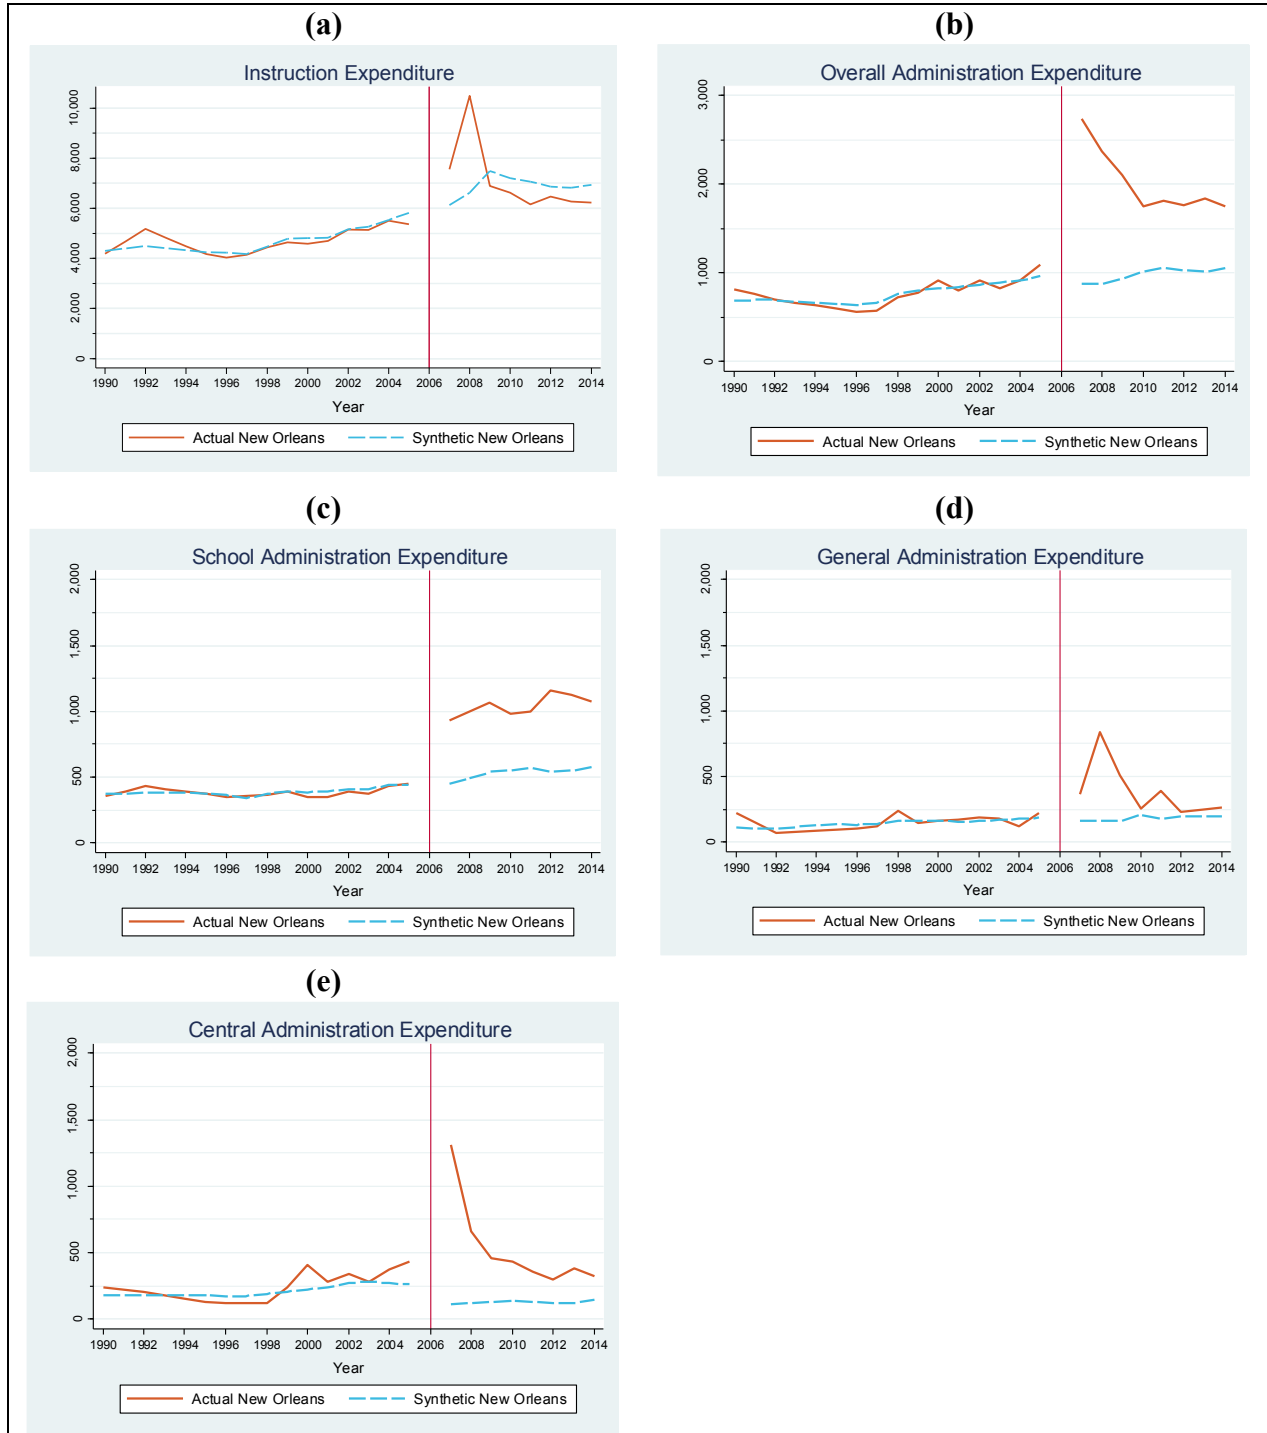 (a)
Instruction Expenditure
10,000
8,000
6,000
4,000
2,000
0
1990 1992 1994 1996 1998 2000 2002 2004 2006 2008 2010 2012 2014
Year
Actual New Orleans Synthetic New Orleans
(b)
Overall Administration Expenditure
3,000
2,000
1,000
0
1990 1992 1994 1996 1998 2000 2002 2004 2006 2008 2010 2012 2014
Year
Actual New Orleans Synthetic New Orleans
(c)
School Administration Expenditure
2,000
1,500
1,000
500
0
1990 1992 1994 1996 1998 2000 2002 2004 2006 2008 2010 2012 2014
Year
Actual New Orleans Synthetic New Orleans
(d)
General Administration Expenditure
2,000
1,500
1,000
500
0
1990 1992 1994 1996 1998 2000 2002 2004 2006 2008 2010 2012 2014
Year
Actual New Orleans Synthetic New Orleans
(e)
Central Administration Expenditure
2,000
1,500
1,000
500
0
1990 1992 1994 1996 1998 2000 2002 2004 2006 2008 2010 2012 2014
Year
Actual New Orleans Synthetic New Orleans